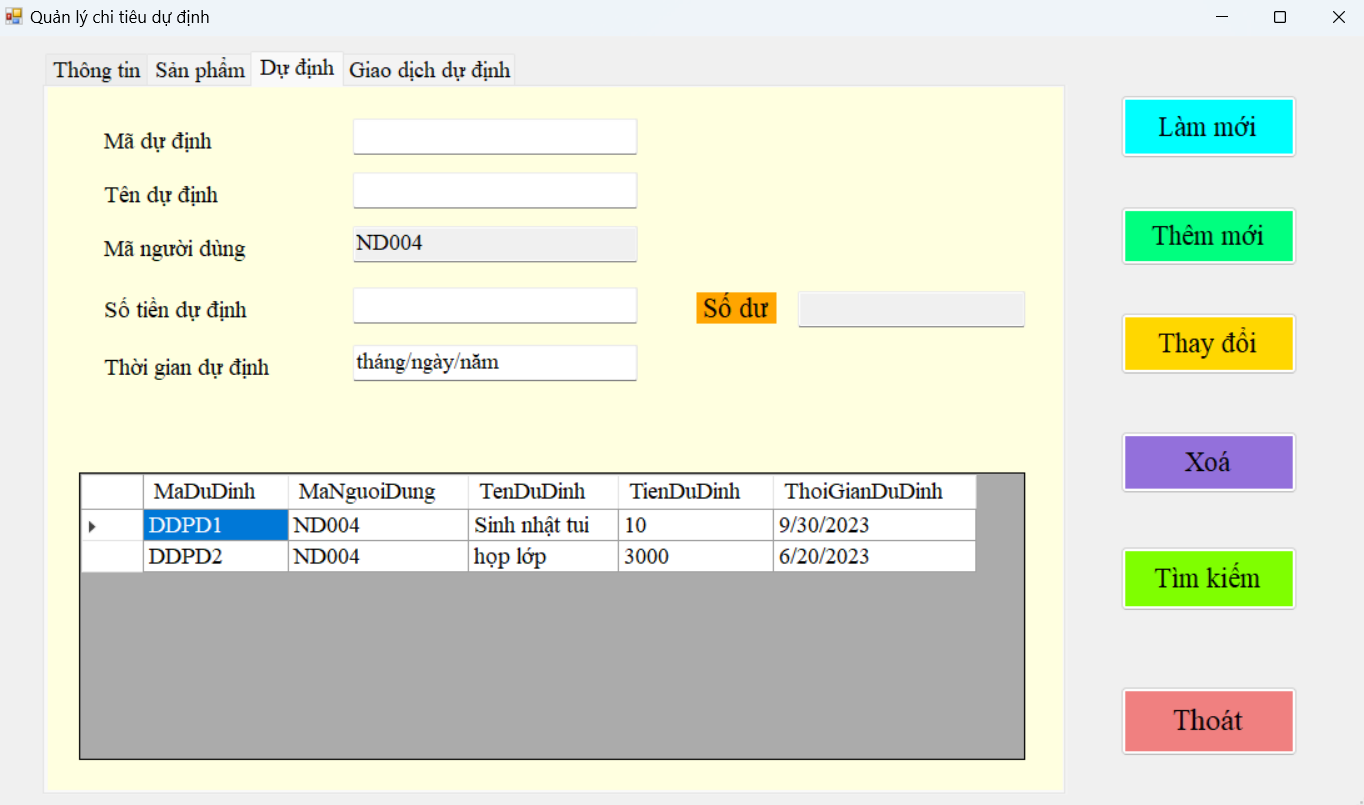 Quản lý chi tiêu dự định
Thông tin Sản phẩm Dự định Giao dịch dự định
Mã dự định
Tên dự định
Mã người dùng ND004
Số tiền dự định Số dư
Thời gian dự định tháng/ngày/năm
MaDuDinh MaNguoiDung TenDuDinh TienDuDinh ThoiGianDuDinh
DDPD1 ND004 Sinh nhật tui 10 9/30/2023
DDPD2 ND004 họp lớp 3000 6/20/2023
Làm mới
Thêm mới
Thay đổi
Xoá
Tìm kiếm
Thoát